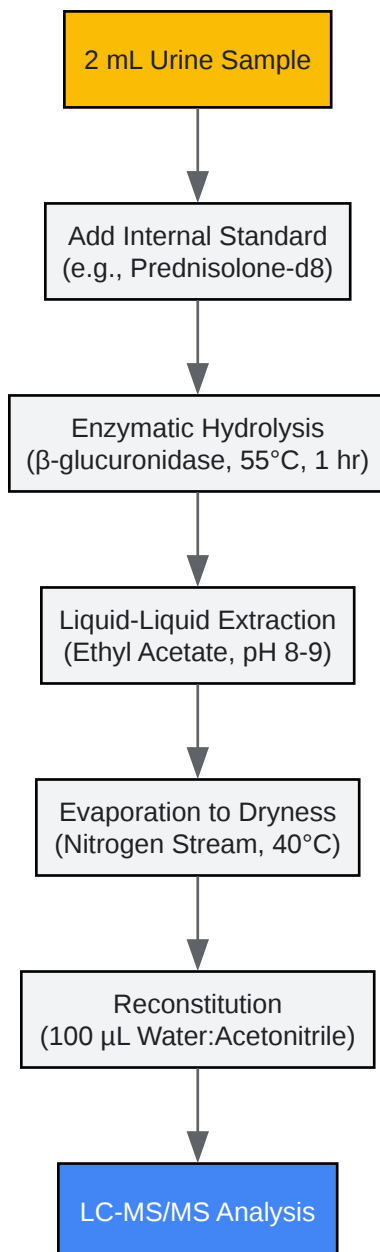 2 mL Urine Sample
Add Internal Standard
(e.g., Prednisolone-d8)
Enzymatic Hydrolysis
(β-glucuronidase, 55°C, 1 hr)
Liquid-Liquid Extraction
(Ethyl Acetate, pH 8-9)
Evaporation to Dryness
(Nitrogen Stream, 40°C)
Reconstitution
(100 µL Water:Acetonitrile)
LC-MS/MS Analysis